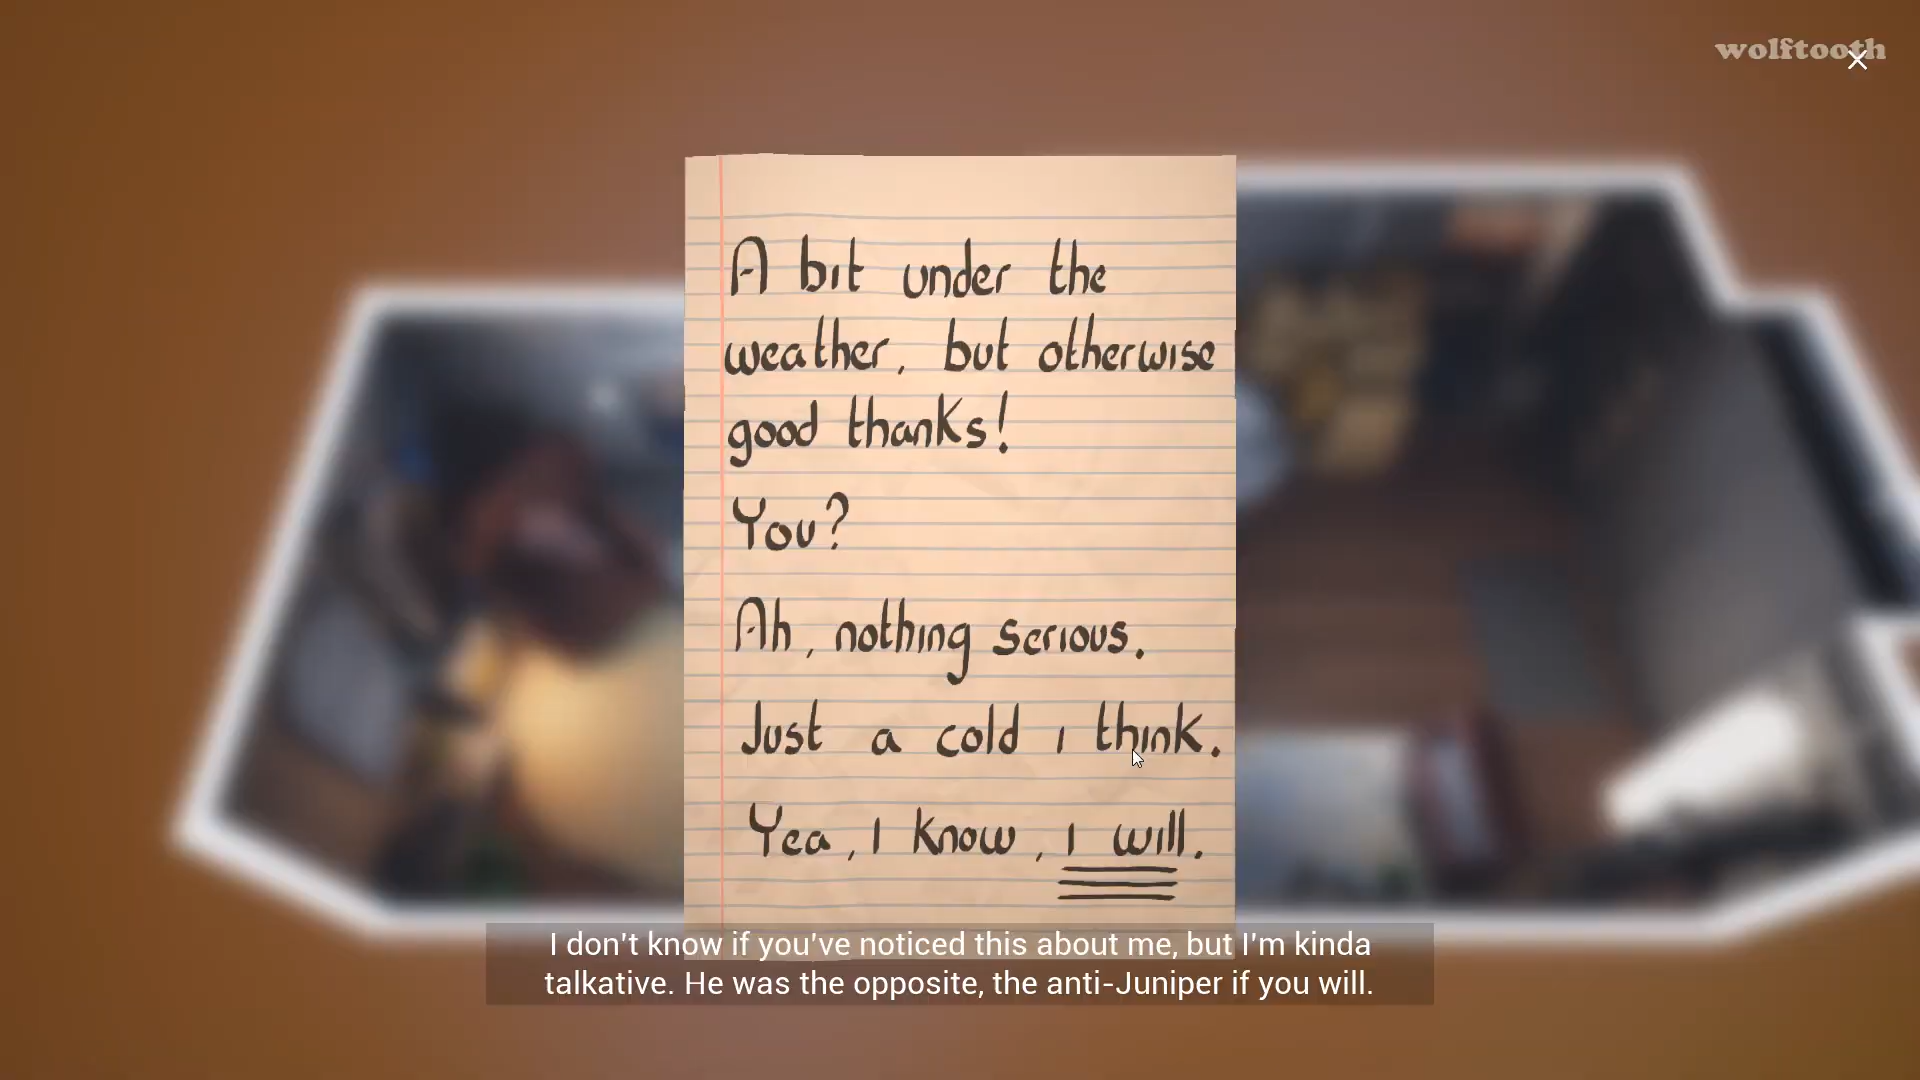 wolftooth
A bit under the
weather, but otherwise
good thanks!
You?
Ah, nothing serious.
Just a cold i think.
Yea, I know, I will.
I don't know if you've noticed this about me, but I'm kinda
talkative. He was the opposite, the anti-Juniper if you will.